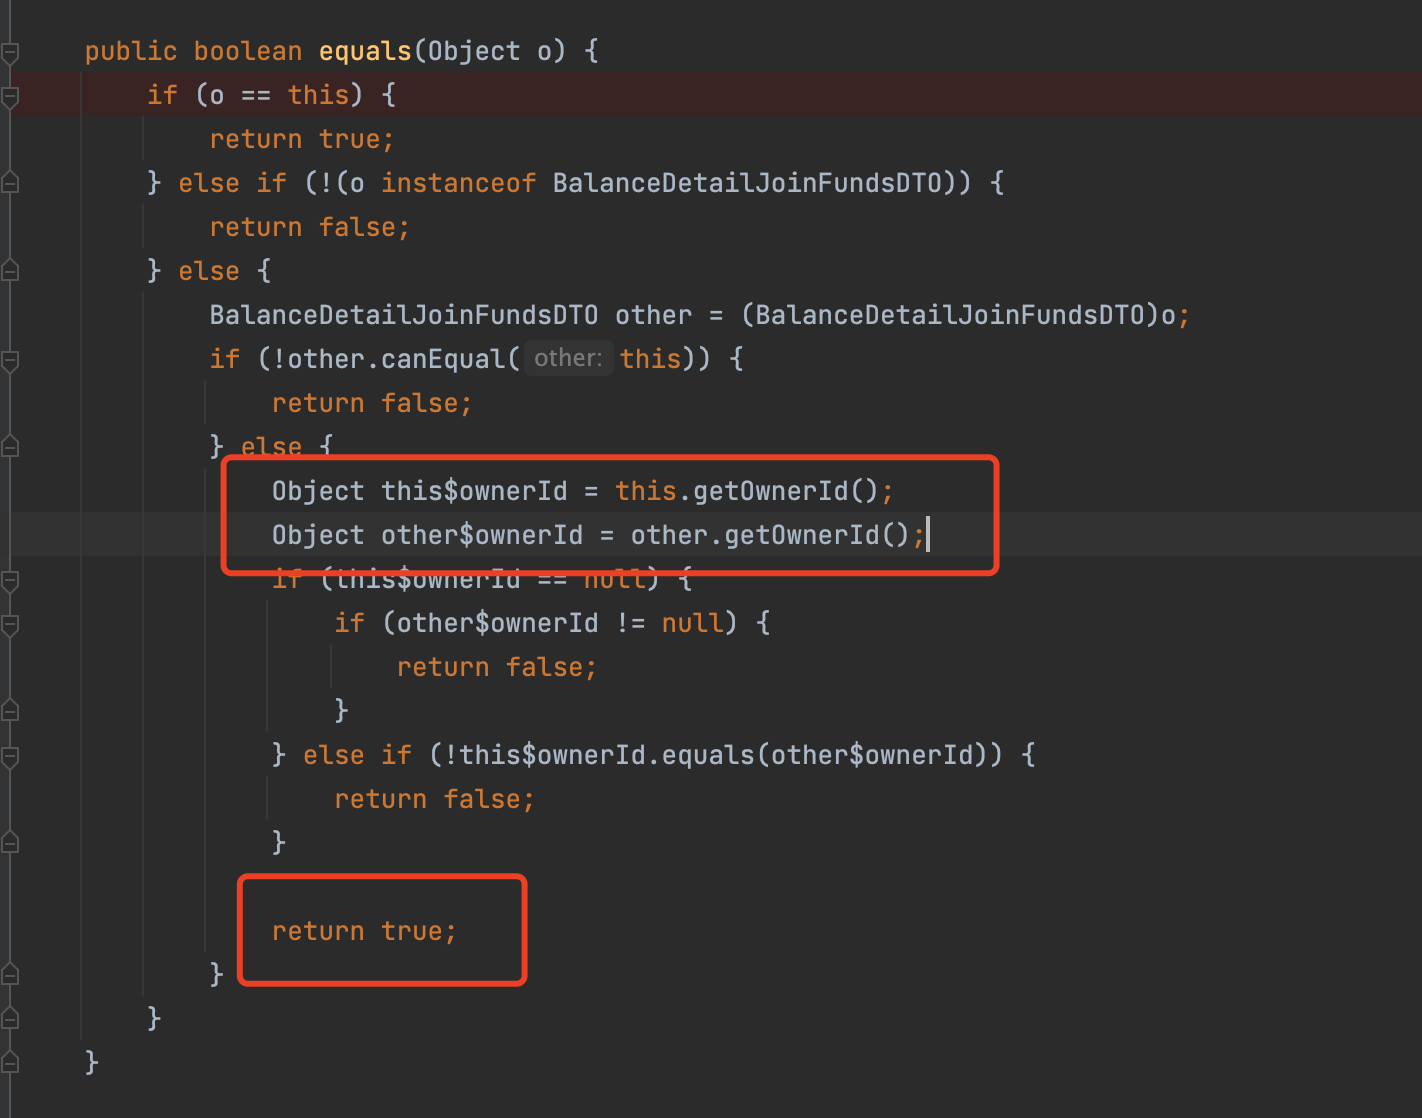 public boolean equals(Object o) {
if (o == this) {
return true;
} else if (!(o instanceof BalanceDetailJoinFundsDTO)) {
return false;
} else {
BalanceDetailJoinFundsDTO other = (BalanceDetailJoinFundsDTO)o;
if (!other.canEqual( other: this)) {
return false;
} else {
Object this$ownerId = this.getOwnerId();
Object other$ownerId = other.getOwnerId();
if (this$ownerId == null) {
if (other$ownerId != null) {
return false;
}
} else if (!this$ownerId.equals(other$ownerId)) {
return false;
}
return true;
}
}
}